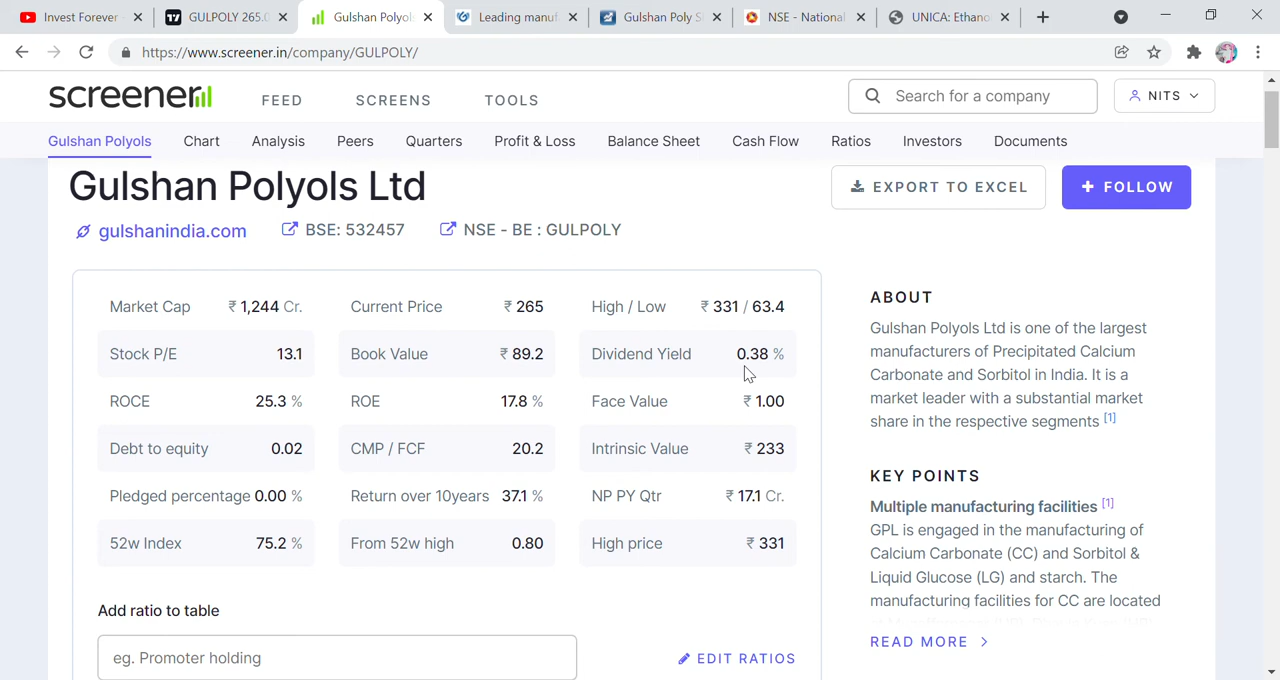 Invest Forever
GULPOLY 265.0
Gulshan Polyol
Leading manuf
Gulshan Poly S
NSE - National
UNICA: Ethano
https://www.screener.in/company/GULPOLY/
screener
FEED
SCREENS
TOOLS
Search for a company
NITS
Gulshan Polyols
Chart
Analysis
Peers
Quarters
Profit & Loss
Balance Sheet
Cash Flow
Ratios
Investors
Documents
Gulshan Polyols Ltd
EXPORT TO EXCEL
+ FOLLOW
gulshanindia.com
BSE: 532457
NSE - BE : GULPOLY
Market Cap ₹ 1,244 Cr.
Current Price ₹ 265
High / Low ₹ 331 / 63.4
Stock P/E 13.1
Book Value ₹ 89.2
Dividend Yield 0.38 %
ROCE 25.3 %
ROE 17.8 %
Face Value ₹ 1.00
Debt to equity 0.02
CMP / FCF 20.2
Intrinsic Value ₹ 233
Pledged percentage 0.00 %
Return over 10years 37.1 %
NP PY Qtr ₹ 17.1 Cr.
52w Index 75.2 %
From 52w high 0.80
High price ₹ 331
Add ratio to table
eg. Promoter holding
EDIT RATIOS
ABOUT
Gulshan Polyols Ltd is one of the largest
manufacturers of Precipitated Calcium
Carbonate and Sorbitol in India. It is a
market leader with a substantial market
share in the respective segments [1]
KEY POINTS
Multiple manufacturing facilities [1]
GPL is engaged in the manufacturing of
Calcium Carbonate (CC) and Sorbitol &
Liquid Glucose (LG) and starch. The
manufacturing facilities for CC are located
READ MORE >